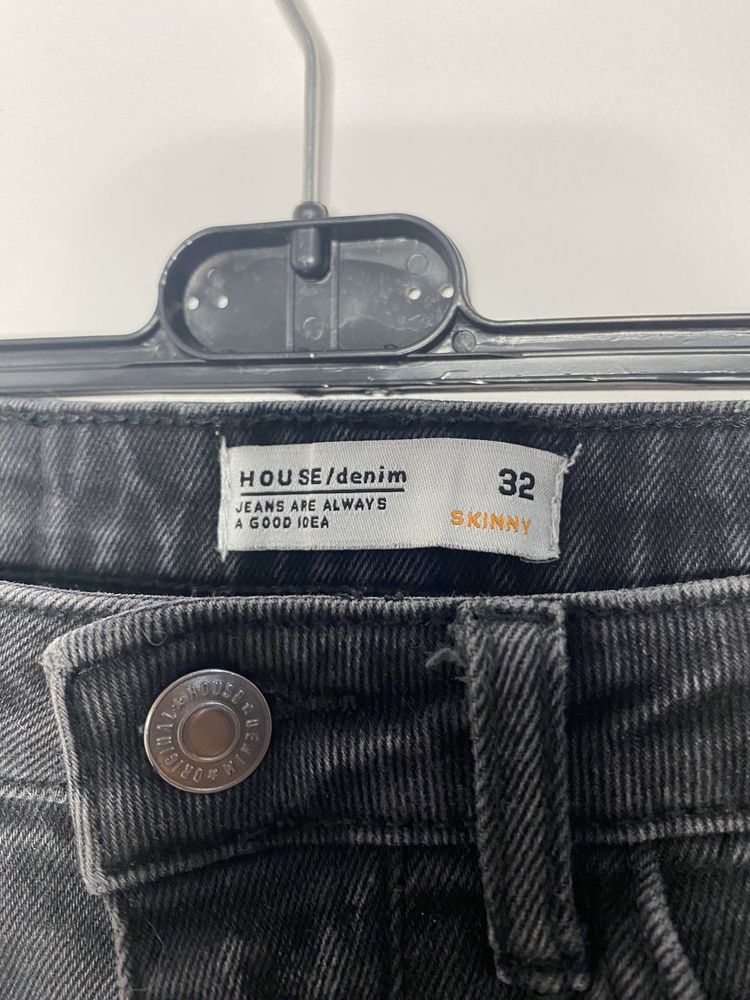 HOUSE/denim
JEANS ARE ALWAYS
A GOOD IDEA
32
SKINNY
HOUSE DENIM ORIGINAL